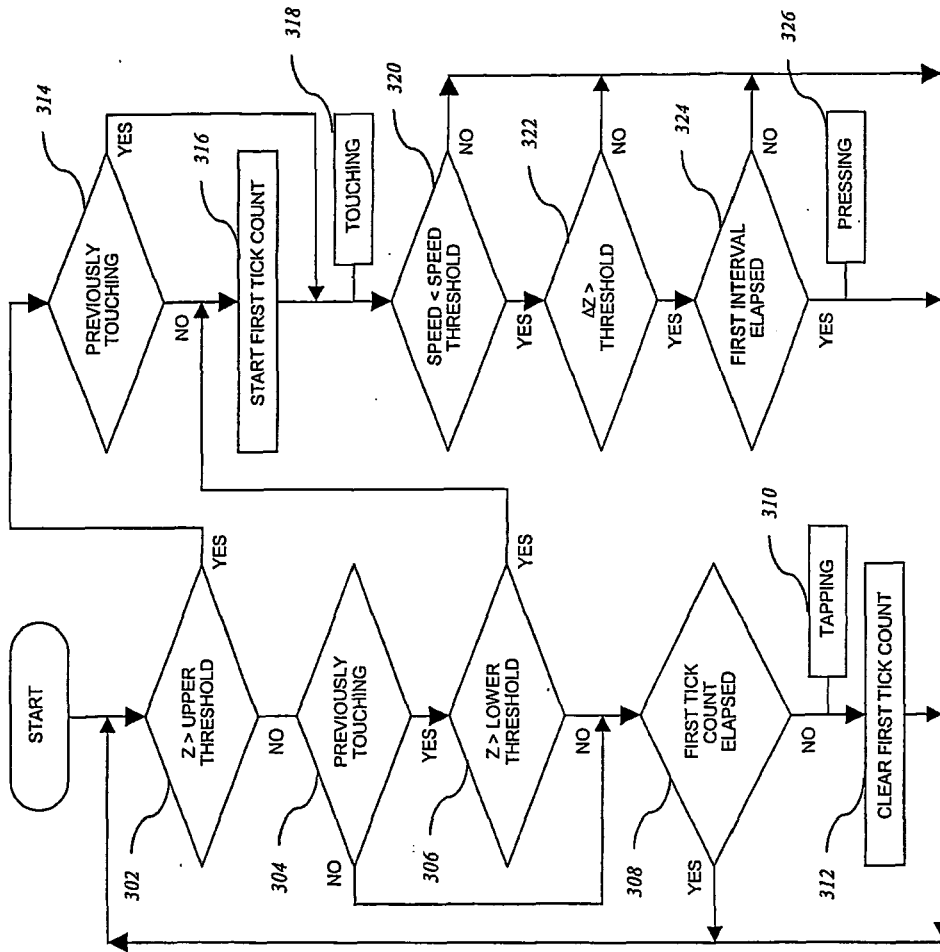 START
302
Z > UPPER
THRESHOLD
YES
NO
304
PREVIOUSLY
TOUCHING
NO
YES
306
Z > LOWER
THRESHOLD
YES
NO
308
FIRST TICK
COUNT
ELAPSED
YES
NO
310
TAPPING
312
CLEAR FIRST TICK COUNT
314
PREVIOUSLY
TOUCHING
YES
NO
316
START FIRST TICK COUNT
318
TOUCHING
320
SPEED < SPEED
THRESHOLD
NO
YES
322
ΔZ >
THRESHOLD
NO
YES
324
FIRST INTERVAL
ELAPSED
NO
YES
326
PRESSING